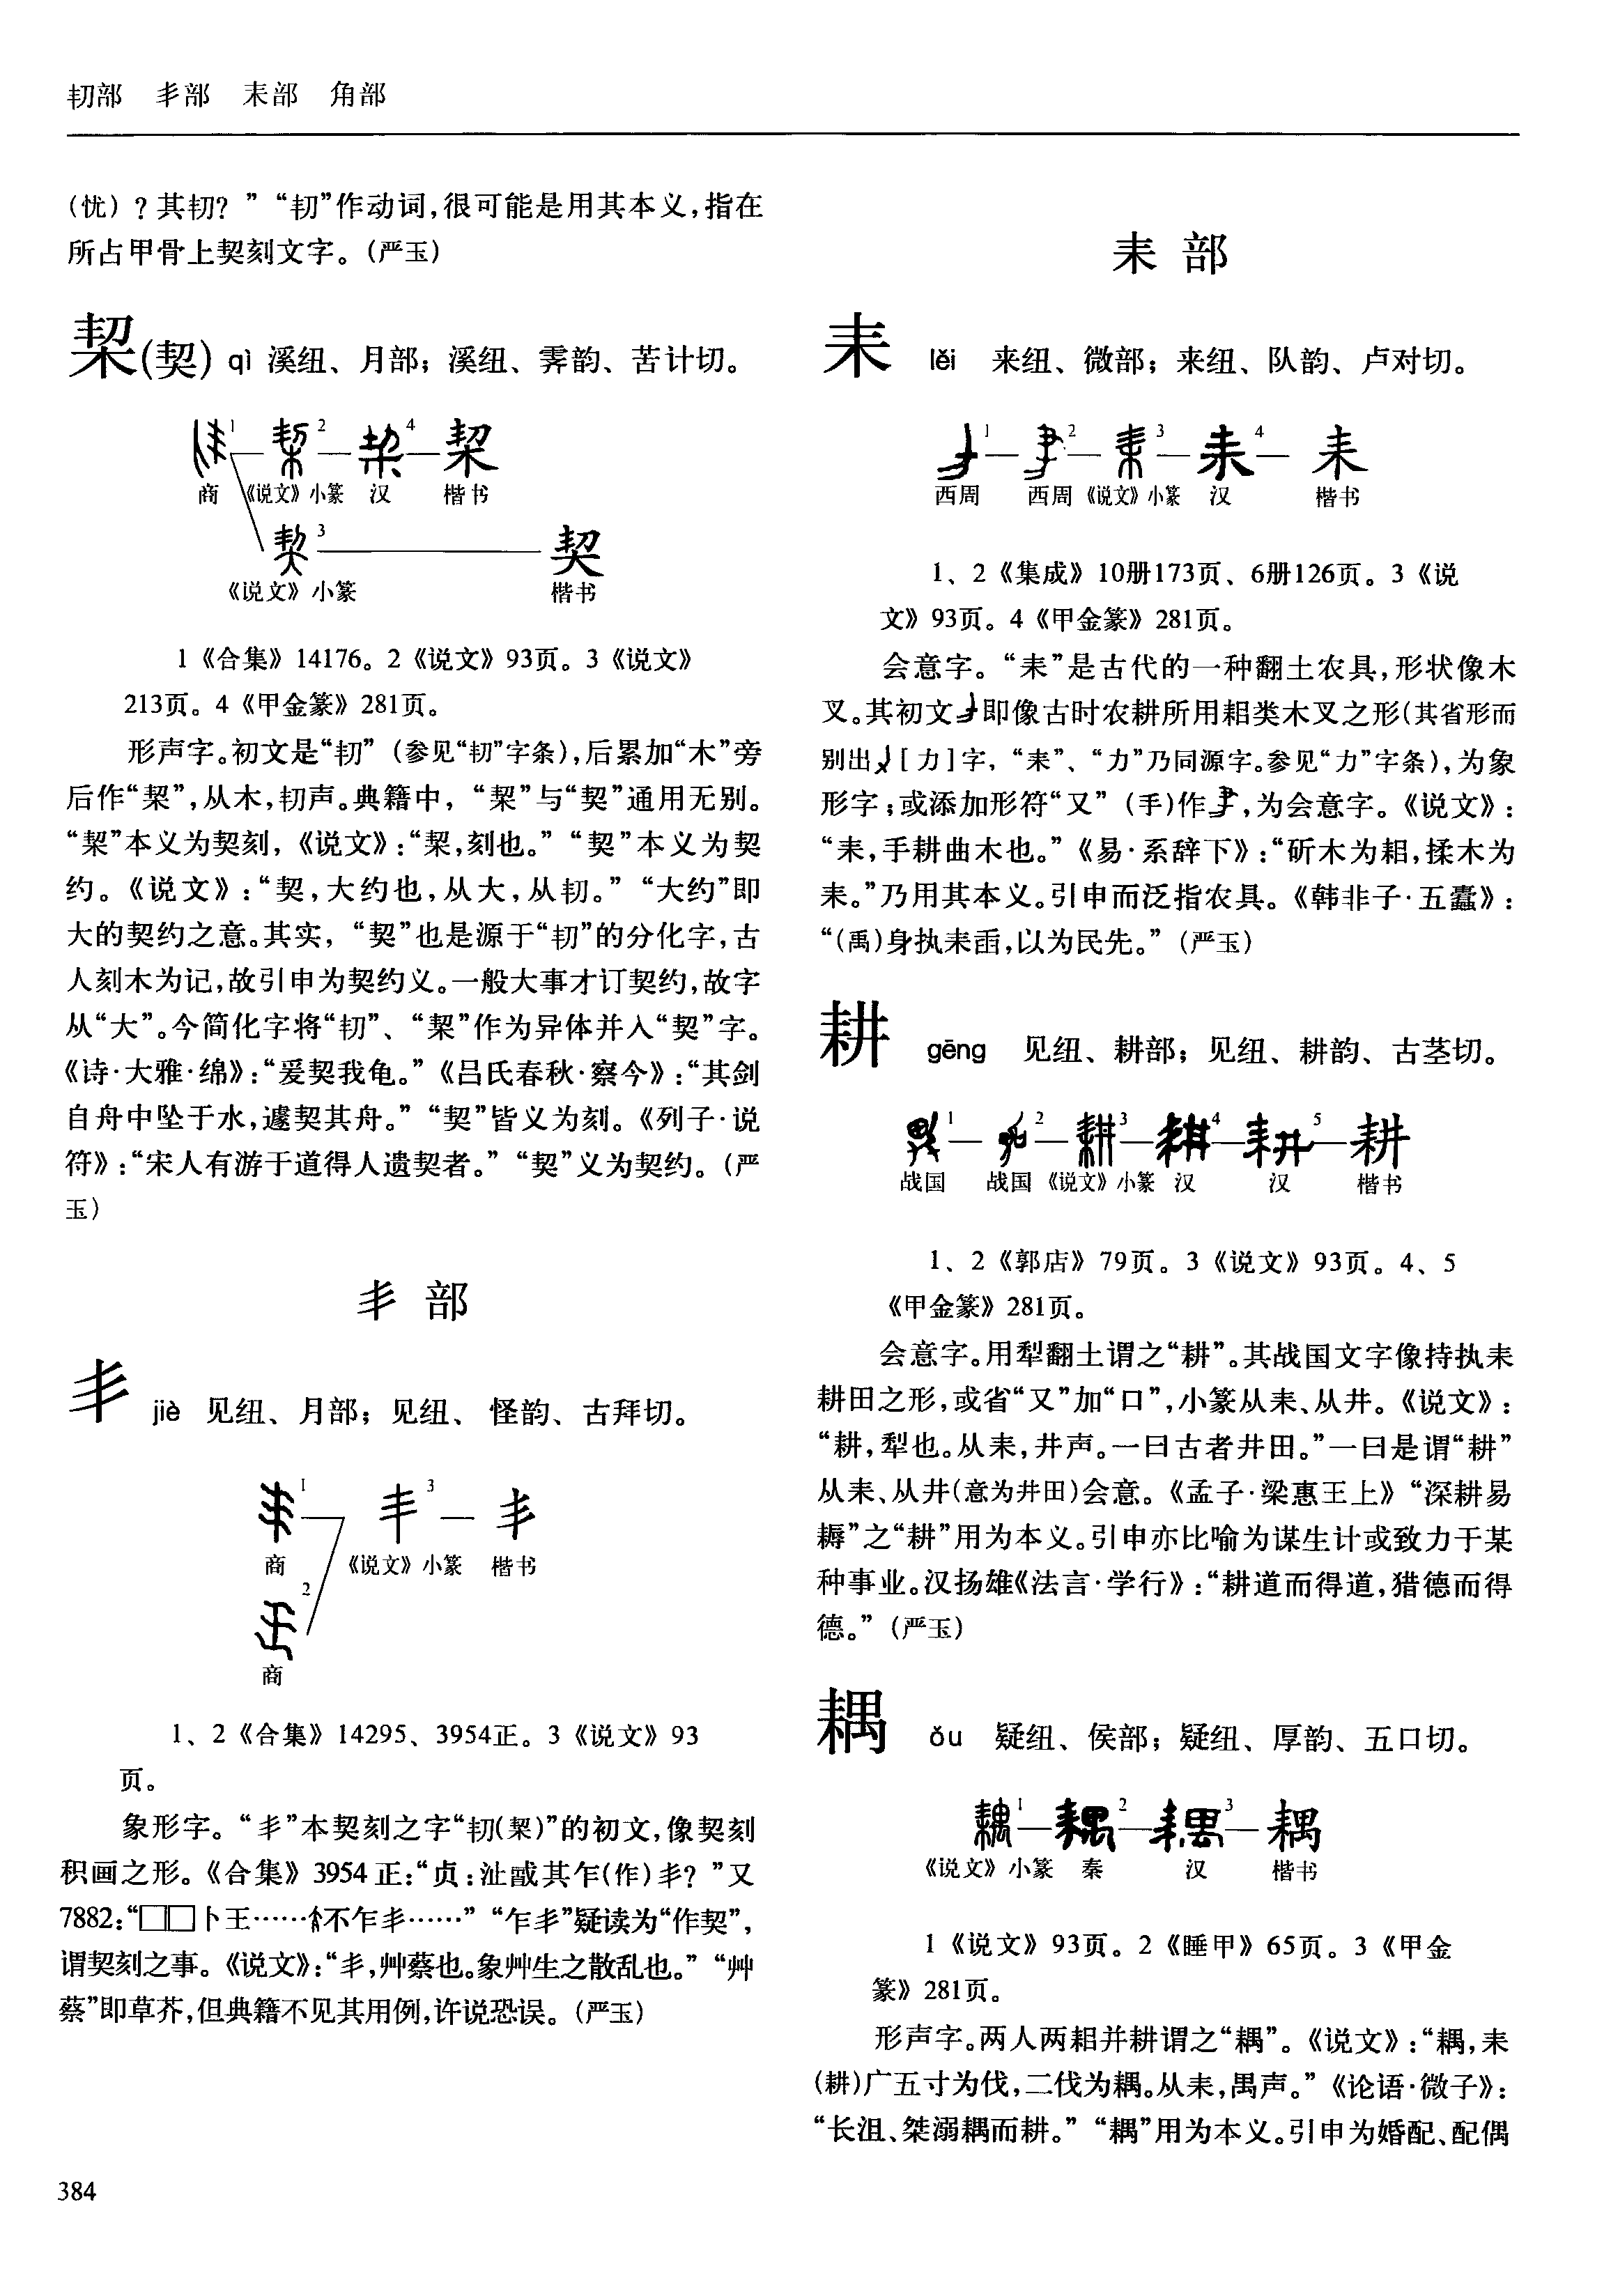 㓞部　丯部　耒部　角部
(忧)？其㓞？”“㓞”作动词,很可能是用其本义,指在
所占甲骨上契刻文字。(严玉)
栔(契) qì 溪纽、月部；溪纽、霁韵、苦计切。
1 2 4 栔
商 《说文》小篆 汉 楷书
3 契
《说文》小篆 楷书
1《合集》14176。2《说文》93页。3《说文》
213页。4《甲金篆》281页。
形声字。初文是“㓞”(参见“㓞”字条),后累加“木”旁
后作“栔”,从木,㓞声。典籍中,“栔”与“契”通用无别。
“栔”本义为契刻,《说文》:“栔,刻也。”“契”本义为契
约。《说文》:“契,大约也,从大,从㓞。”“大约”即
大的契约之意。其实,“契”也是源于“㓞”的分化字,古
人刻木为记,故引申为契约义。一般大事才订契约,故字
从“大”。今简化字将“㓞”、“栔”作为异体并入“契”字。
《诗·大雅·绵》:“爰契我龟。”《吕氏春秋·察今》:“其剑
自舟中坠于水,遽契其舟。”“契”皆义为刻。《列子·说
符》:“宋人有游于道得人遗契者。”“契”义为契约。(严
玉)
丯部
丯 jiè 见纽、月部；见纽、怪韵、古拜切。
1 3 丯
商 《说文》小篆 楷书
2
商
1、2《合集》14295、3954正。3《说文》93
页。
象形字。“丯”本契刻之字“㓞(栔)”的初文,像契刻
积画之形。《合集》3954正:“贞:沚戓其乍(作)丯？”又
7882:“□□卜王……不乍丯……”“乍丯”疑读为“作契”,
谓契刻之事。《说文》:“丯,艸蔡也。象艸生之散乱也。”“艸
蔡”即草芥,但典籍不见其用例,许说恐误。(严玉)
耒部
耒 lěi 来纽、微部；来纽、队韵、卢对切。
1 2 3 4 耒
西周 西周 《说文》小篆 汉 楷书
1、2《集成》10册173页、6册126页。3《说
文》93页。4《甲金篆》281页。
会意字。“耒”是古代的一种翻土农具,形状像木
叉。其初文即像古时农耕所用耜类木叉之形(其省形而
别出[力]字,“耒”、“力”乃同源字。参见“力”字条),为象
形字;或添加形符“又”(手)作,为会意字。《说文》:
“耒,手耕曲木也。”《易·系辞下》:“斫木为耜,揉木为
耒。”乃用其本义。引申而泛指农具。《韩非子·五蠹》:
“(禹)身执耒臿,以为民先。”(严玉)
耕 gēng 见纽、耕部；见纽、耕韵、古茎切。
1 2 3 4 5 耕
战国 战国 《说文》小篆 汉 汉 楷书
1、2《郭店》79页。3《说文》93页。4、5
《甲金篆》281页。
会意字。用犁翻土谓之“耕”。其战国文字像持执耒
耕田之形,或省“又”加“口”,小篆从耒、从井。《说文》:
“耕,犁也。从耒,井声。一曰古者井田。”一曰是谓“耕”
从耒、从井(意为井田)会意。《孟子·梁惠王上》“深耕易
耨”之“耕”用为本义。引申亦比喻为谋生计或致力于某
种事业。汉扬雄《法言·学行》:“耕道而得道,猎德而得
德。”(严玉)
耦 ǒu 疑纽、侯部；疑纽、厚韵、五口切。
1 2 3 耦
《说文》小篆 秦 汉 楷书
1《说文》93页。2《睡甲》65页。3《甲金
篆》281页。
形声字。两人两耜并耕谓之“耦”。《说文》:“耦,耒
(耕)广五寸为伐,二伐为耦。从耒,禺声。”《论语·微子》:
“长沮、桀溺耦而耕。”“耦”用为本义。引申为婚配、配偶
384